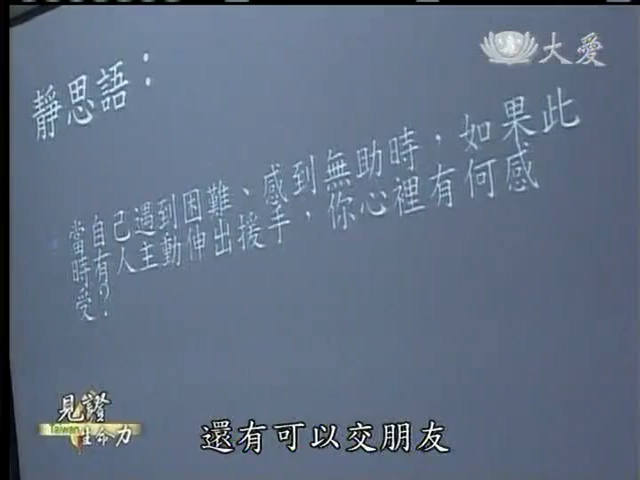 大愛
靜思語：
當自己遇到困難、感到無助時，如果此
時有人主動伸出援手，你心裡有何感
受？
見證
Taiwan
生命力
還有可以交朋友